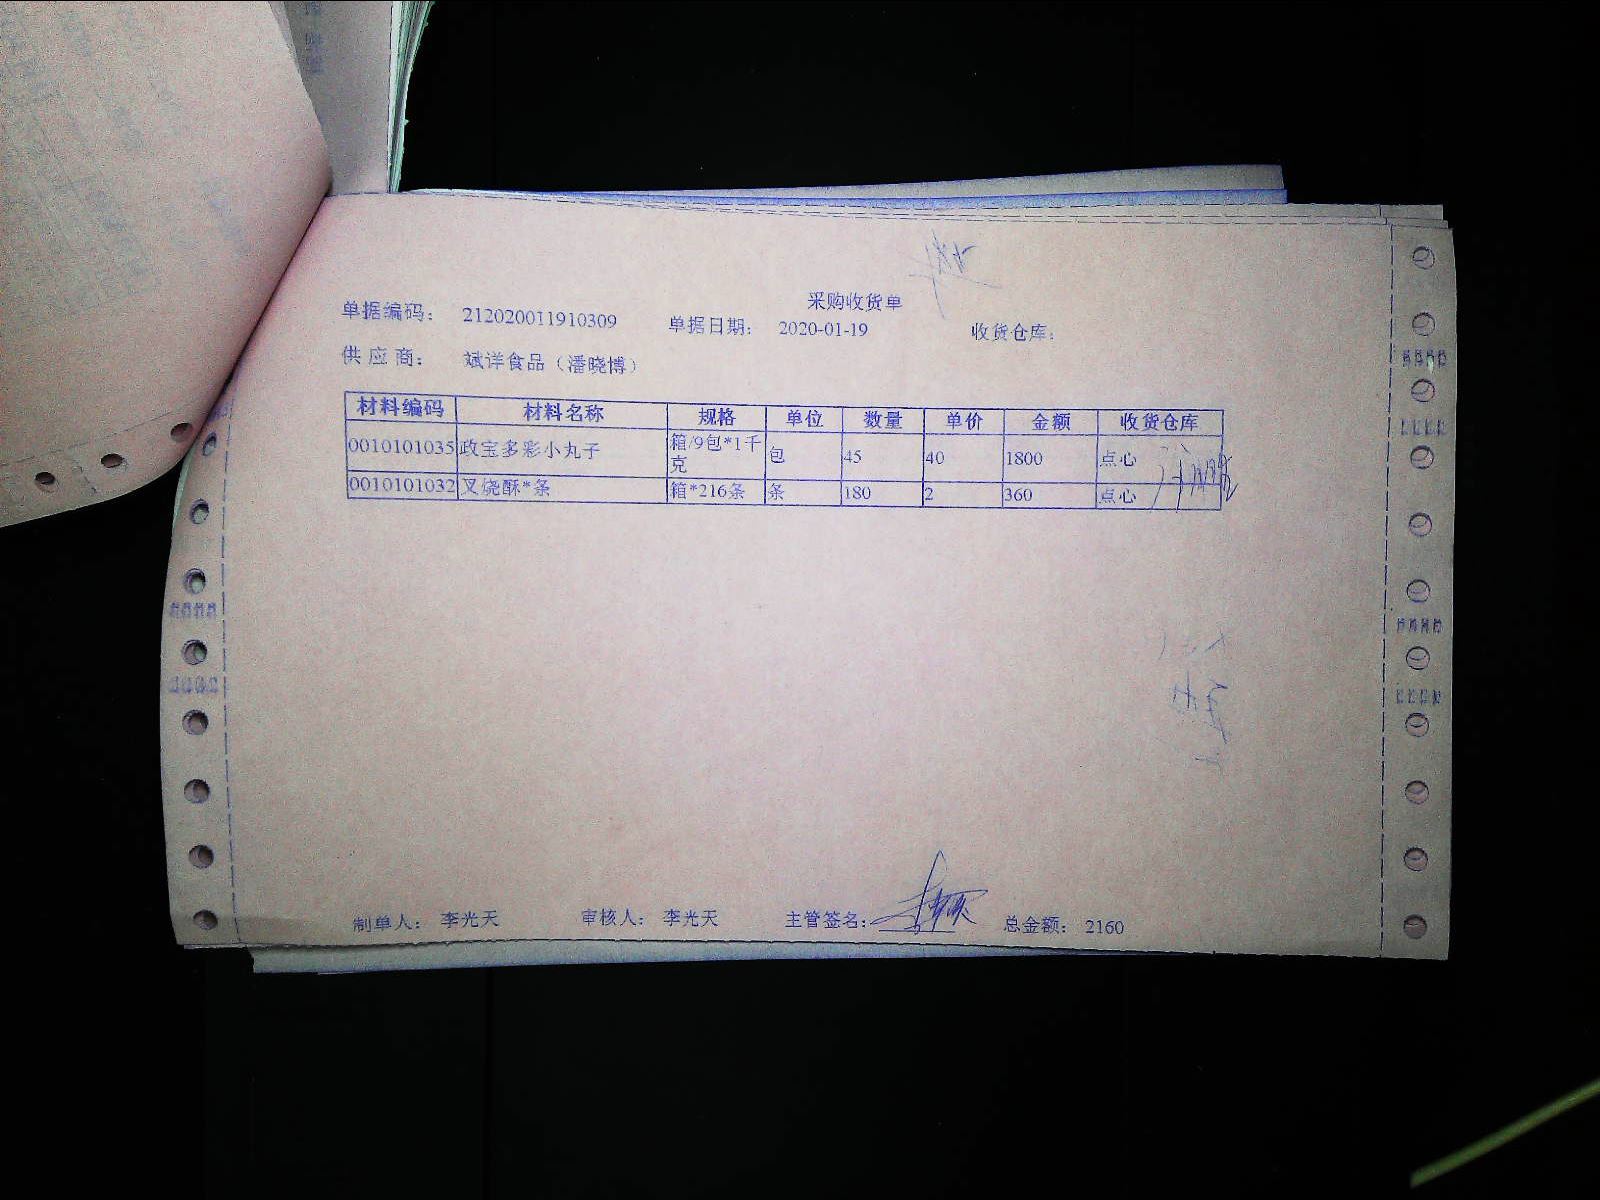 采购收货单
单据编码： 212020011910309 单据日期： 2020-01-19 收货仓库：
供应商： 斌详食品（潘晓博）
材料编码 材料名称 规格 单位 数量 单价 金额 收货仓库
0010101035 政宝多彩小丸子 箱/9包*1千克 包 45 40 1800 点心
0010101032 叉烧酥*条 箱*216条 条 180 2 360 点心
制单人： 李光天 审核人： 李光天 主管签名： 总金额： 2160